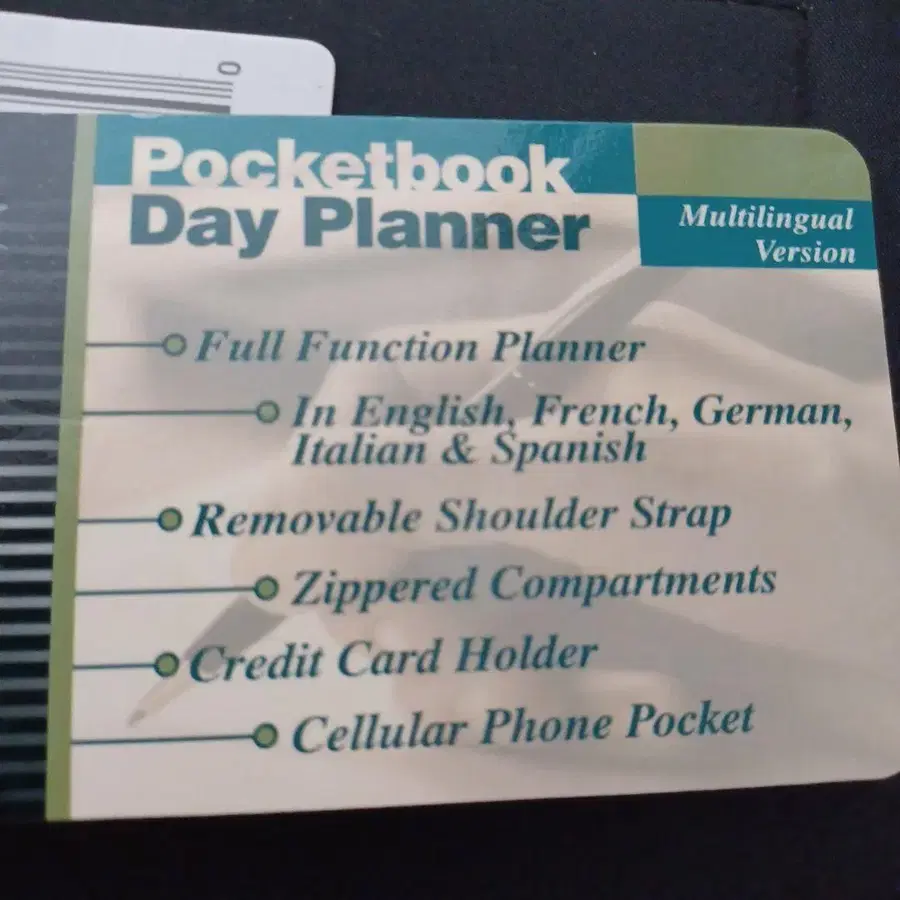 0
Pocketbook
Day Planner
Multilingual
Version
Full Function Planner
In English, French, German,
Italian & Spanish
Removable Shoulder Strap
Zippered Compartments
Credit Card Holder
Cellular Phone Pocket